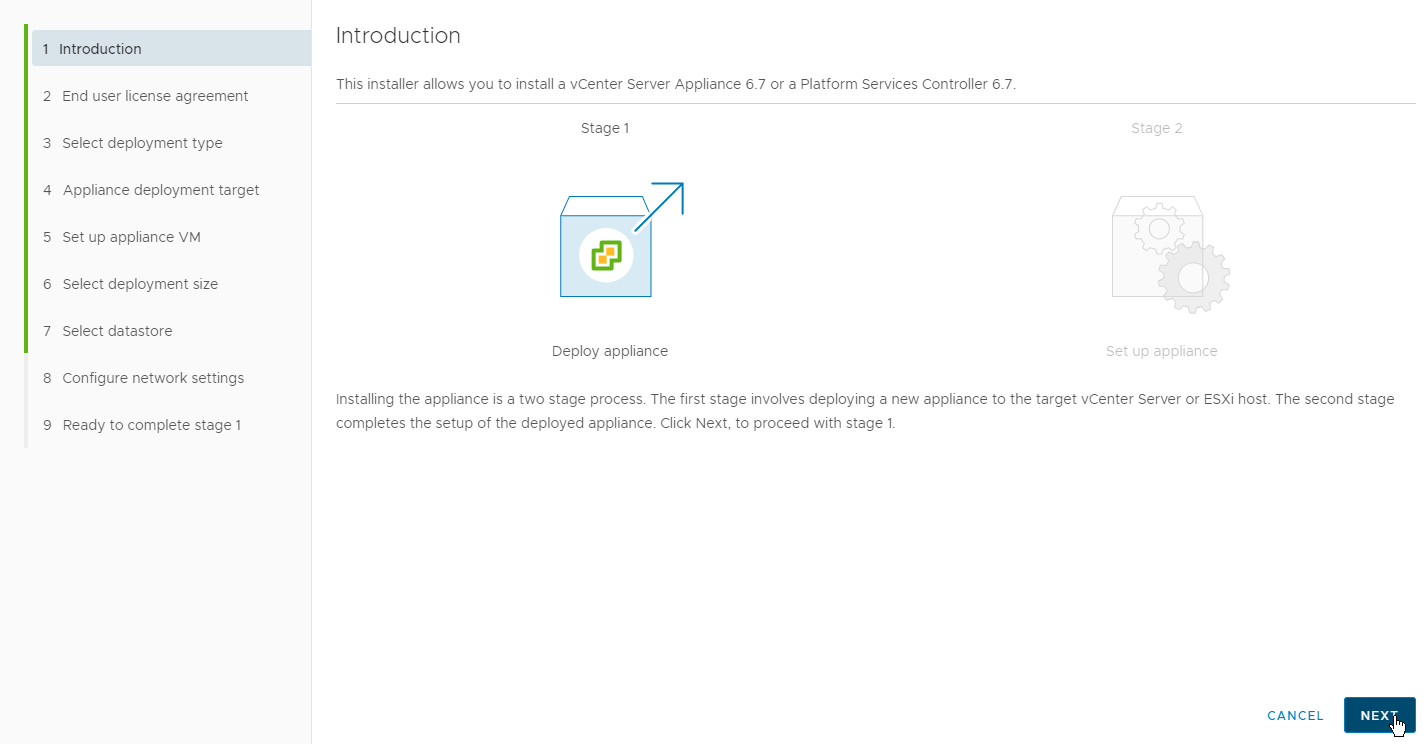 1 Introduction
2 End user license agreement
3 Select deployment type
4 Appliance deployment target
5 Set up appliance VM
6 Select deployment size
7 Select datastore
8 Configure network settings
9 Ready to complete stage 1
Introduction
This installer allows you to install a vCenter Server Appliance 6.7 or a Platform Services Controller 6.7.
Stage 1
Deploy appliance
Stage 2
Set up appliance
Installing the appliance is a two stage process. The first stage involves deploying a new appliance to the target vCenter Server or ESXi host. The second stage
completes the setup of the deployed appliance. Click Next, to proceed with stage 1.
CANCEL
NEXT